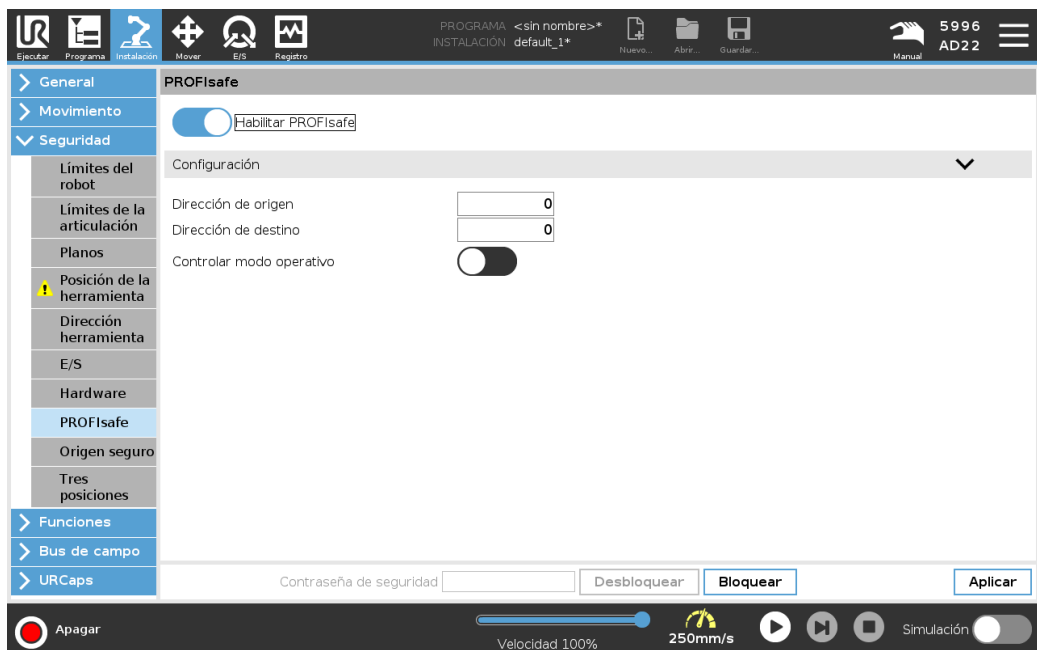 UR
PROGRAMA <sin nombre>*
INSTALACIÓN default_1*
Ejecutar Programa Instalación Mover E/S Registro
Nuevo... Abrir... Guardar...
Manual
5996
AD22
General
Movimiento
Seguridad
Límites del
robot
Límites de la
articulación
Planos
Posición de la
herramienta
Dirección
herramienta
E/S
Hardware
PROFIsafe
Origen seguro
Tres
posiciones
Funciones
Bus de campo
URCaps
PROFIsafe
Habilitar PROFIsafe
Configuración
Dirección de origen 0
Dirección de destino 0
Controlar modo operativo
Contraseña de seguridad Desbloquear Bloquear Aplicar
Apagar
Velocidad 100%
250mm/s
Simulación